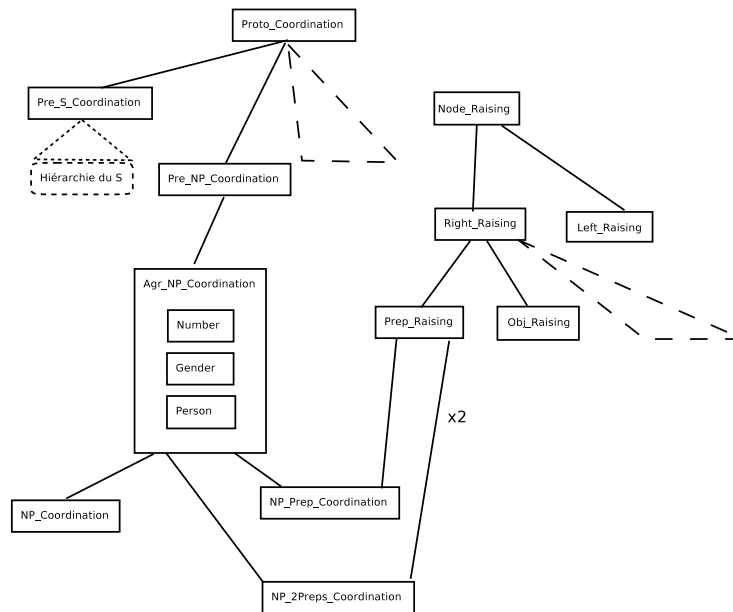 Proto_Coordination
Pre_S_Coordination
Node_Raising
Hiérarchie du S
Pre_NP_Coordination
Right_Raising
Left_Raising
Agr_NP_Coordination
Number
Gender
Person
Prep_Raising
Obj_Raising
x2
NP_Coordination
NP_Prep_Coordination
NP_2Preps_Coordination